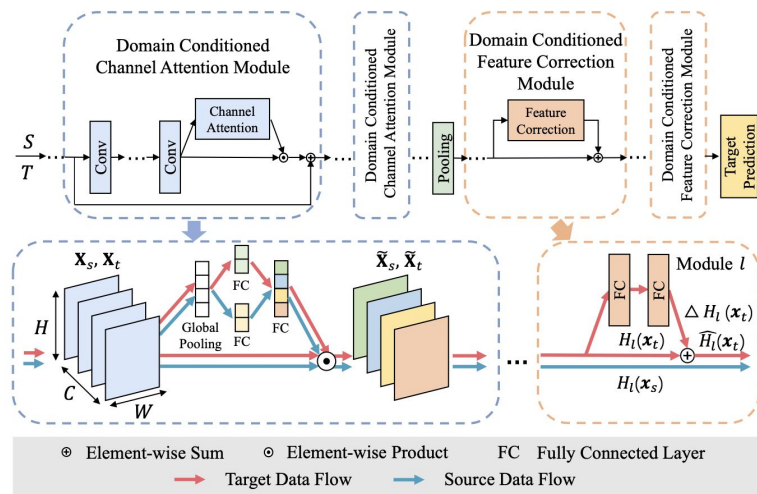 Domain Conditioned
Channel Attention Module
Channel
Attention
S
T
...
Conv
...
Conv
...
Domain Conditioned
Channel Attention Module
...
Pooling
...
Domain Conditioned
Feature Correction
Module
Feature
Correction
...
Domain Conditioned
Feature Correction Module
Target
Prediction
X_s, X_t
H
C
W
Global
Pooling
FC
FC
FC
X̃_s, X̃_t
...
Module l
FC
FC
△ H_l (x_t)
H_l(x_t)
Ĥ_l(x_t)
H_l(x_s)
⊕ Element-wise Sum ⊙ Element-wise Product FC Fully Connected Layer
Target Data Flow Source Data Flow